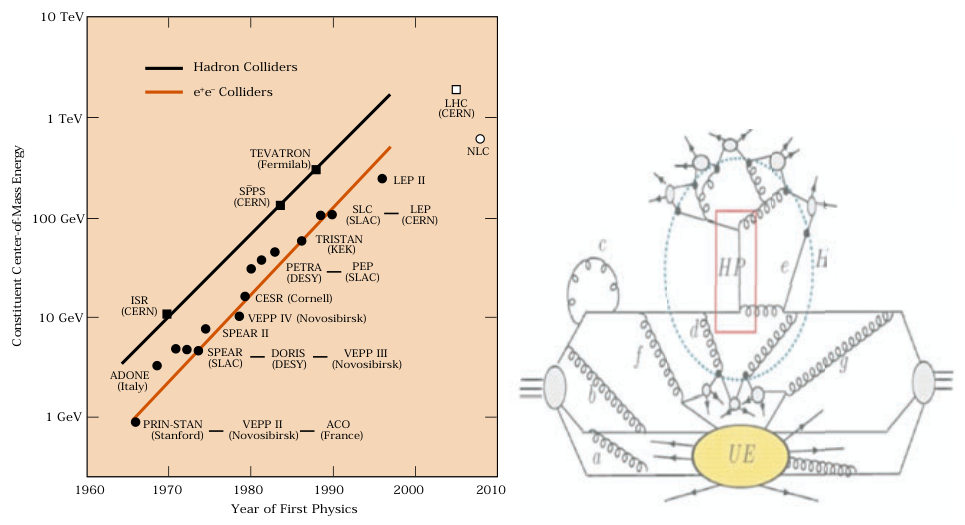 10 TeV
1 TeV
100 GeV
10 GeV
1 GeV
Constituent Center-of-Mass Energy
Hadron Colliders
e⁺e⁻ Colliders
LHC
(CERN)
NLC
TEVATRON
(Fermilab)
LEP II
SP̄PS
(CERN)
SLC — LEP
(SLAC) (CERN)
TRISTAN
(KEK)
PETRA — PEP
(DESY) (SLAC)
ISR
(CERN)
CESR (Cornell)
VEPP IV (Novosibirsk)
SPEAR II
SPEAR — DORIS — VEPP III
(SLAC) (DESY) (Novosibirsk)
ADONE
(Italy)
PRIN-STAN — VEPP II — ACO
(Stanford) (Novosibirsk) (France)
1960 1970 1980 1990 2000 2010
Year of First Physics
c
HP
e
H
d
f
g
b
a
UE